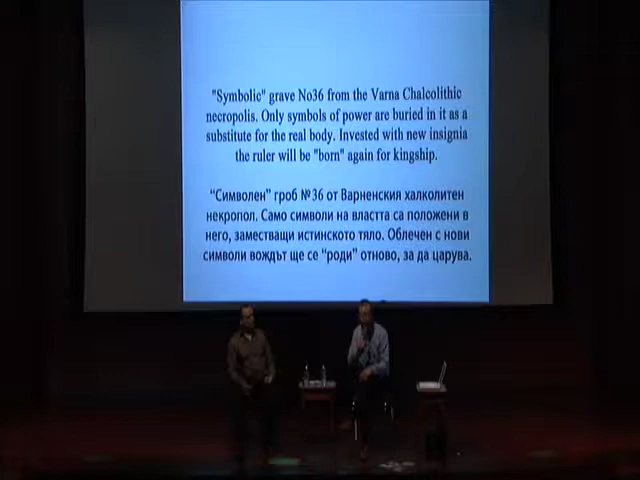 "Symbolic" grave No36 from the Varna Chalcolithic
necropolis. Only symbols of power are buried in it as a
substitute for the real body. Invested with new insignia
the ruler will be "born" again for kingship.
“Символен” гроб №36 от Варненския халколитен
некропол. Само символи на властта са положени в
него, заместващи истинското тяло. Облечен с нови
символи вождът ще се “роди” отново, за да царува.